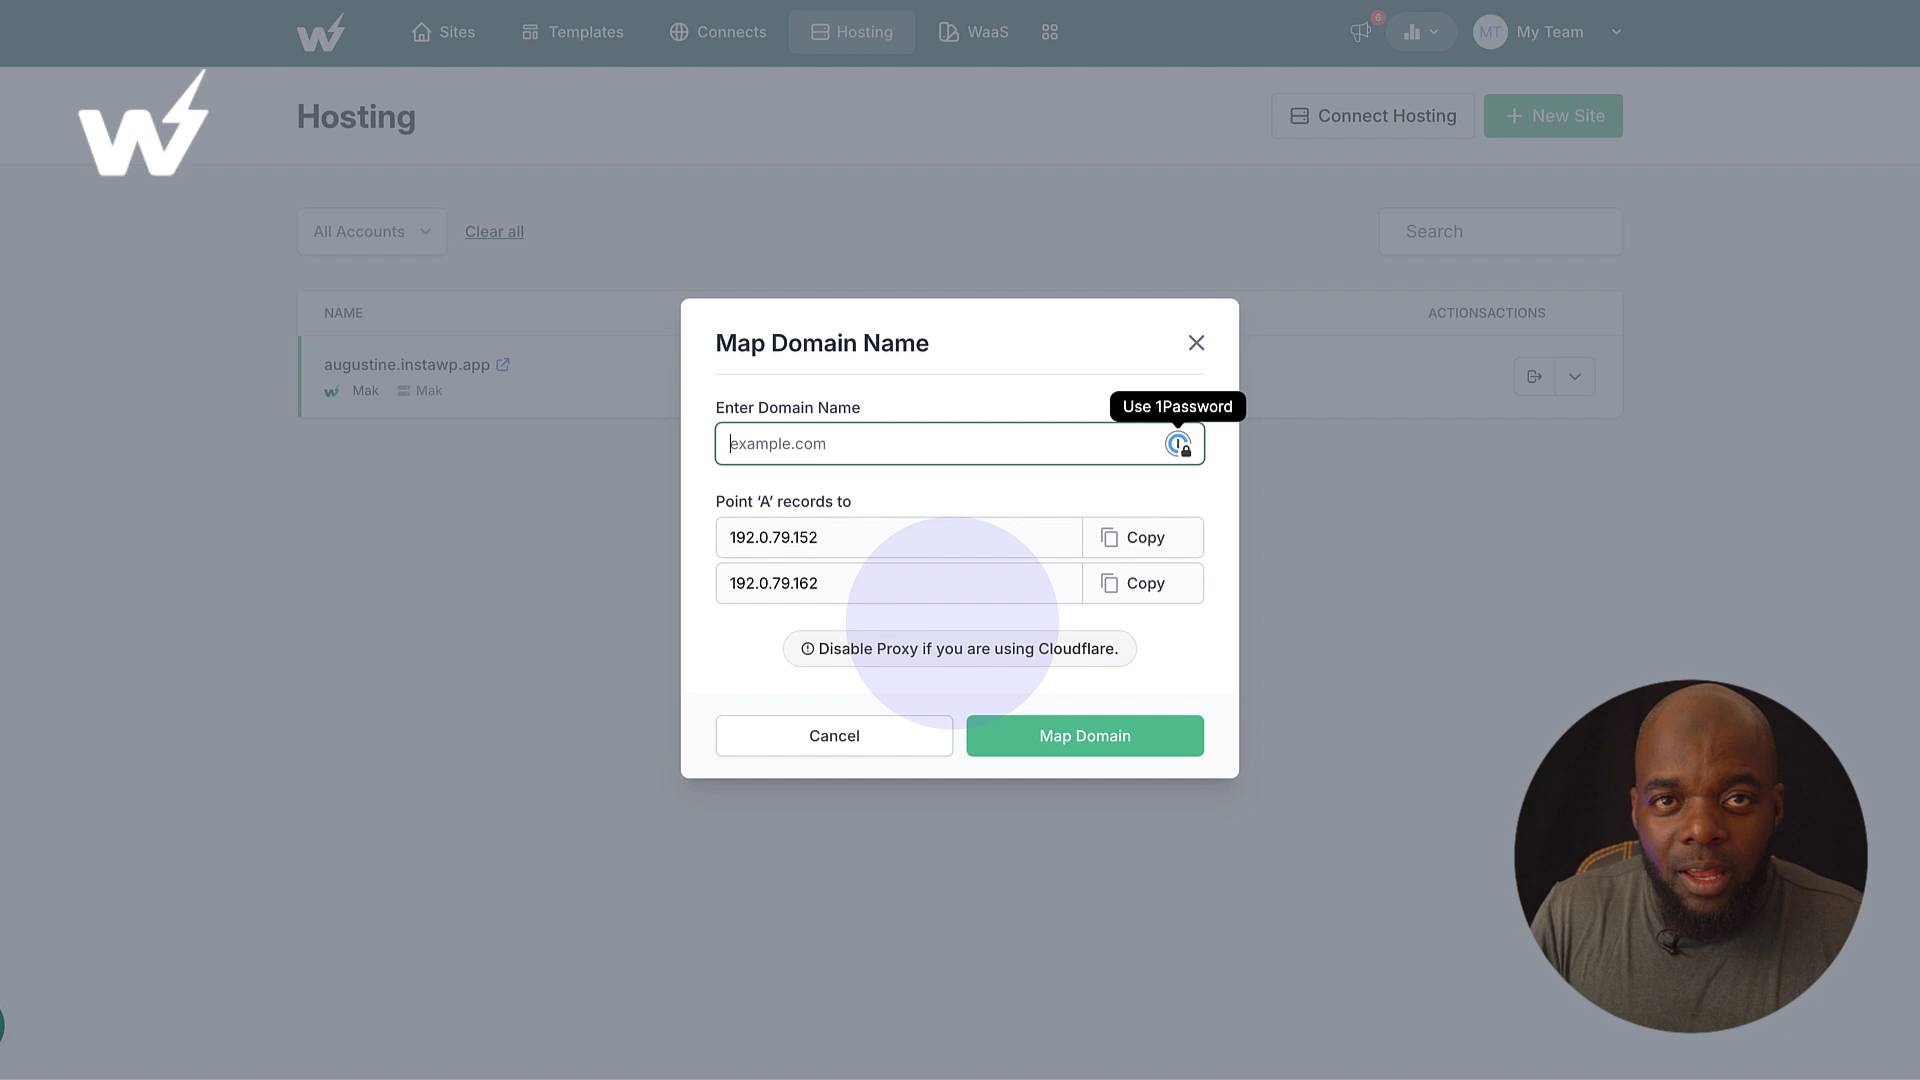 Sites
Templates
Connects
Hosting
WaaS
6
MT
My Team
Hosting
Connect Hosting
New Site
All Accounts
Clear all
Search
NAME
ACTIONSACTIONS
augustine.instawp.app
Mak
Mak
Map Domain Name
Enter Domain Name
Use 1Password
example.com
Point ‘A’ records to
192.0.79.152
Copy
192.0.79.162
Copy
Disable Proxy if you are using Cloudflare.
Cancel
Map Domain